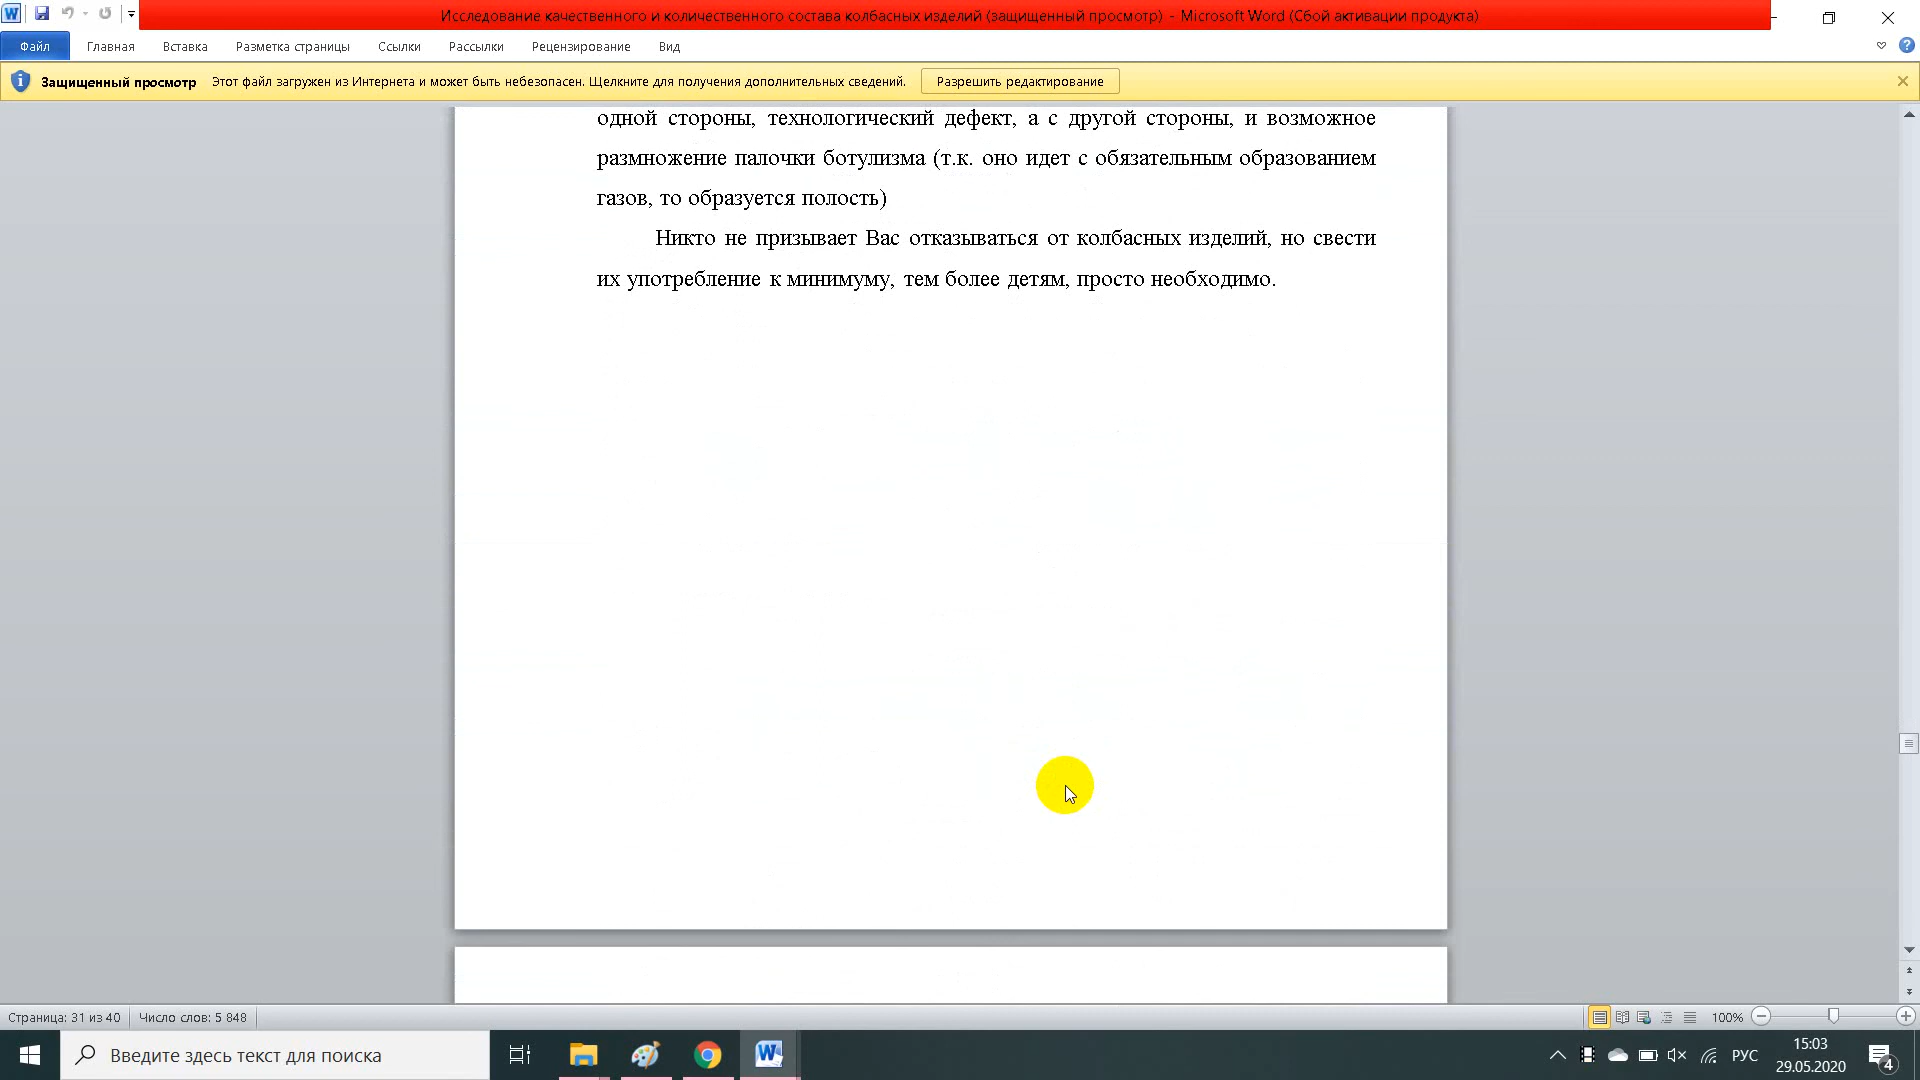 Исследование качественного и количественного состава колбасных изделий (защищенный просмотр) - Microsoft Word (Сбой активации продукта)
Файл Главная Вставка Разметка страницы Ссылки Рассылки Рецензирование Вид
Защищенный просмотр Этот файл загружен из Интернета и может быть небезопасен. Щелкните для получения дополнительных сведений. Разрешить редактирование
одной стороны, технологический дефект, а с другой стороны, и возможное
размножение палочки ботулизма (т.к. оно идет с обязательным образованием
газов, то образуется полость)
Никто не призывает Вас отказываться от колбасных изделий, но свести
их употребление к минимуму, тем более детям, просто необходимо.
Страница: 31 из 40 Число слов: 5 848 100%
Введите здесь текст для поиска РУС 15:03
29.05.2020 4